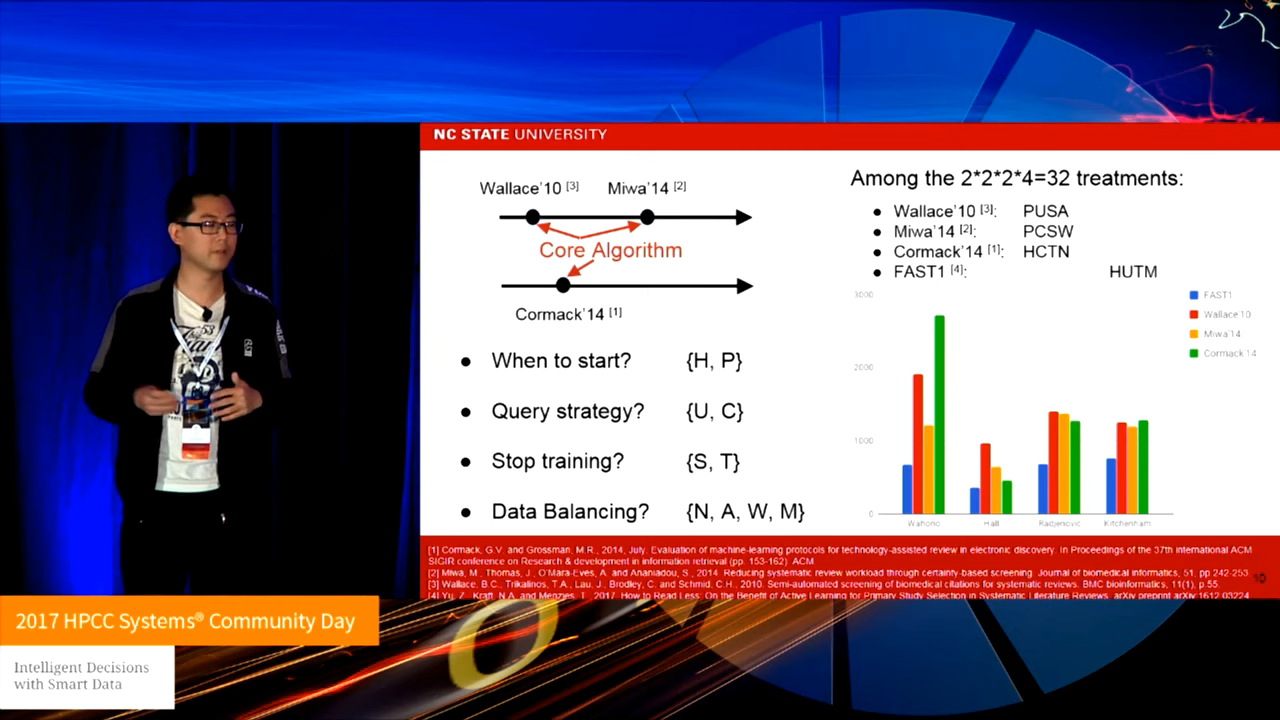 NC STATE UNIVERSITY
Wallace'10 [3]
Miwa'14 [2]
Core Algorithm
Cormack'14 [1]
● When to start? {H, P}
● Query strategy? {U, C}
● Stop training? {S, T}
● Data Balancing? {N, A, W, M}
Among the 2*2*2*4=32 treatments:
● Wallace'10 [3]: PUSA
● Miwa'14 [2]: PCSW
● Cormack'14 [1]: HCTN
● FAST1 [4]: HUTM
3000
2000
1000
0
Wahono
Hall
Radjenovic
Kitchenham
FAST1
Wallace 10
Miwa'14
Cormack 14
[1] Cormack, G.V. and Grossman, M.R., 2014, July. Evaluation of machine-learning protocols for technology-assisted review in electronic discovery. In Proceedings of the 37th international ACM
SIGIR conference on Research & development in information retrieval (pp. 153-162). ACM.
[2] Miwa, M., Thomas, J., O'Mara-Eves, A. and Ananiadou, S., 2014. Reducing systematic review workload through certainty-based screening. Journal of biomedical informatics, 51, pp.242-253.
[3] Wallace, B.C., Trikalinos, T.A., Lau, J., Brodley, C. and Schmid, C.H., 2010. Semi-automated screening of biomedical citations for systematic reviews. BMC bioinformatics, 11(1), p.55.
[4] Yu, Z., Kraft, N.A. and Menzies, T., 2017. How to Read Less: On the Benefit of Active Learning for Primary Study Selection in Systematic Literature Reviews. arXiv preprint arXiv:1612.03224
10
2017 HPCC Systems® Community Day
Intelligent Decisions
with Smart Data